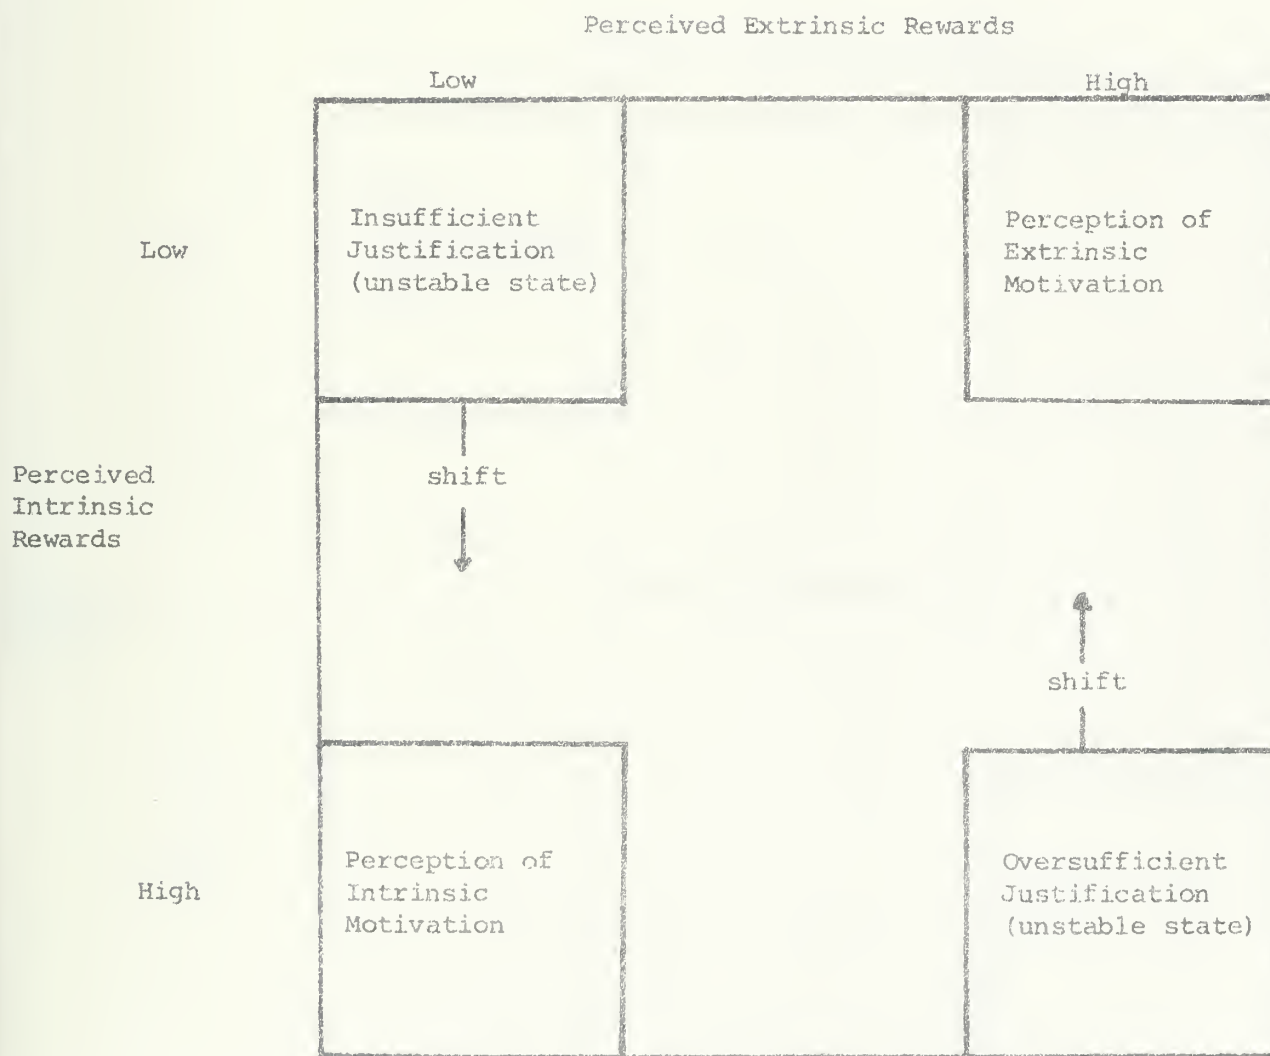 Perceived Extrinsic Rewards
Low
High
Low
Insufficient
Justification
(unstable state)
Perception of
Extrinsic
Motivation
Perceived
Intrinsic
Rewards
shift
shift
High
Perception of
Intrinsic
Motivation
Oversufficient
Justification
(unstable state)